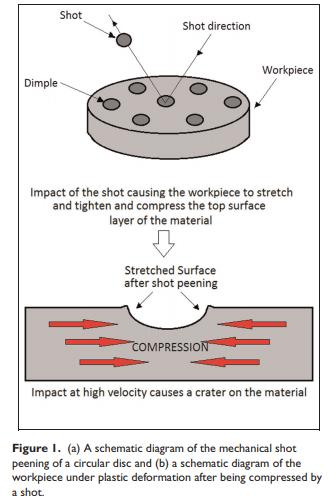 Shot
Shot direction
Workpiece
Dimple
Impact of the shot causing the workpiece to stretch
and tighten and compress the top surface
layer of the material
Stretched Surface
after shot peening
COMPRESSION
Impact at high velocity causes a crater on the material
Figure 1. (a) A schematic diagram of the mechanical shot
peening of a circular disc and (b) a schematic diagram of the
workpiece under plastic deformation after being compressed by
a shot.